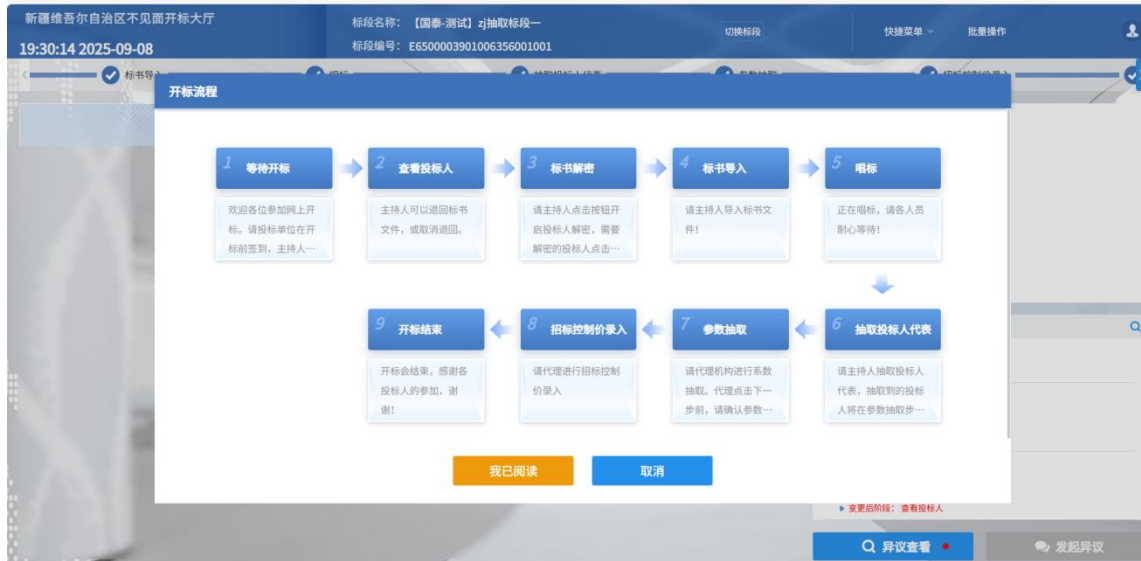 新疆维吾尔自治区不见面开标大厅
19:30:14 2025-09-08
标段名称： 【国泰-测试】zj抽取标段一
标段编号： E6500003901006356001001
切换标段
快捷菜单
批量操作
标书导入
开标流程
1 等待开标
欢迎各位参加网上开
标。请投标单位在开
标前签到，主持人…
2 查看投标人
主持人可以退回标书
文件，或取消退回。
3 标书解密
请主持人点击按钮开
启投标人解密，需要
解密的投标人点击…
4 标书导入
请主持人导入标书文
件！
5 唱标
正在唱标，请各人员
耐心等待！
6 抽取投标人代表
请主持人抽取投标人
代表，抽取到的投标
人将在参数抽取步…
7 参数抽取
请代理机构进行系数
抽取。代理点击下一
步前，请确认参数…
8 招标控制价录入
请代理进行招标控制
价录入
9 开标结束
开标会结束，感谢各
投标人的参加，谢
谢！
我已阅读
取消
变更后阶段： 查看投标人
异议查看
发起异议